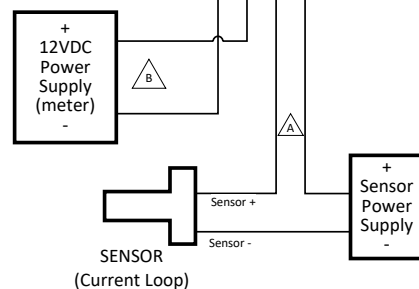 +
12VDC
Power
Supply
(meter)
-
B
A
Sensor +
Sensor -
+
Sensor
Power
Supply
-
SENSOR
(Current Loop)